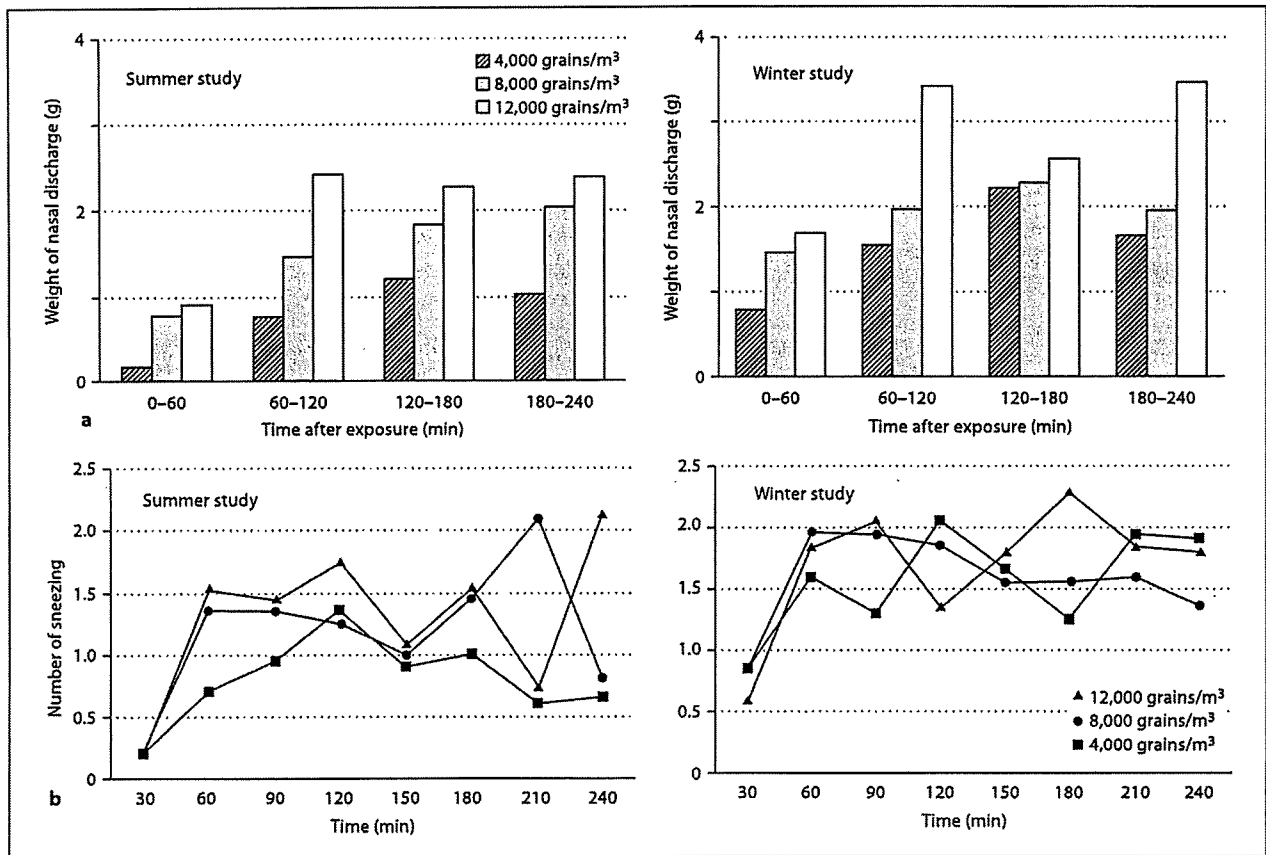 4
3
2
1
0
Weight of nasal discharge (g)
Summer study
4,000 grains/m³
8,000 grains/m³
12,000 grains/m³
0–60
60–120
120–180
180–240
Time after exposure (min)
a
4
3
2
1
0
Weight of nasal discharge (g)
Winter study
0–60
60–120
120–180
180–240
Time after exposure (min)
2.5
2.0
1.5
1.0
0.5
0
Number of sneezing
Summer study
30 60 90 120 150 180 210 240
Time (min)
b
2.5
2.0
1.5
1.0
0.5
0
Winter study
12,000 grains/m³
8,000 grains/m³
4,000 grains/m³
30 60 90 120 150 180 210 240
Time (min)